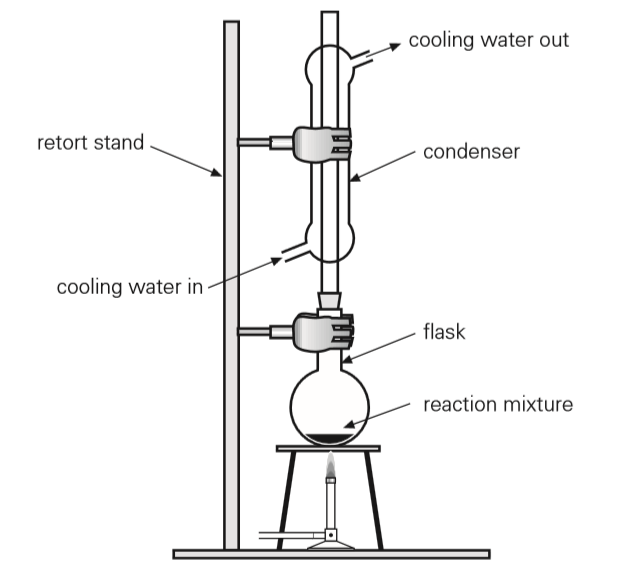 cooling water out
retort stand
condenser
cooling water in
flask
reaction mixture